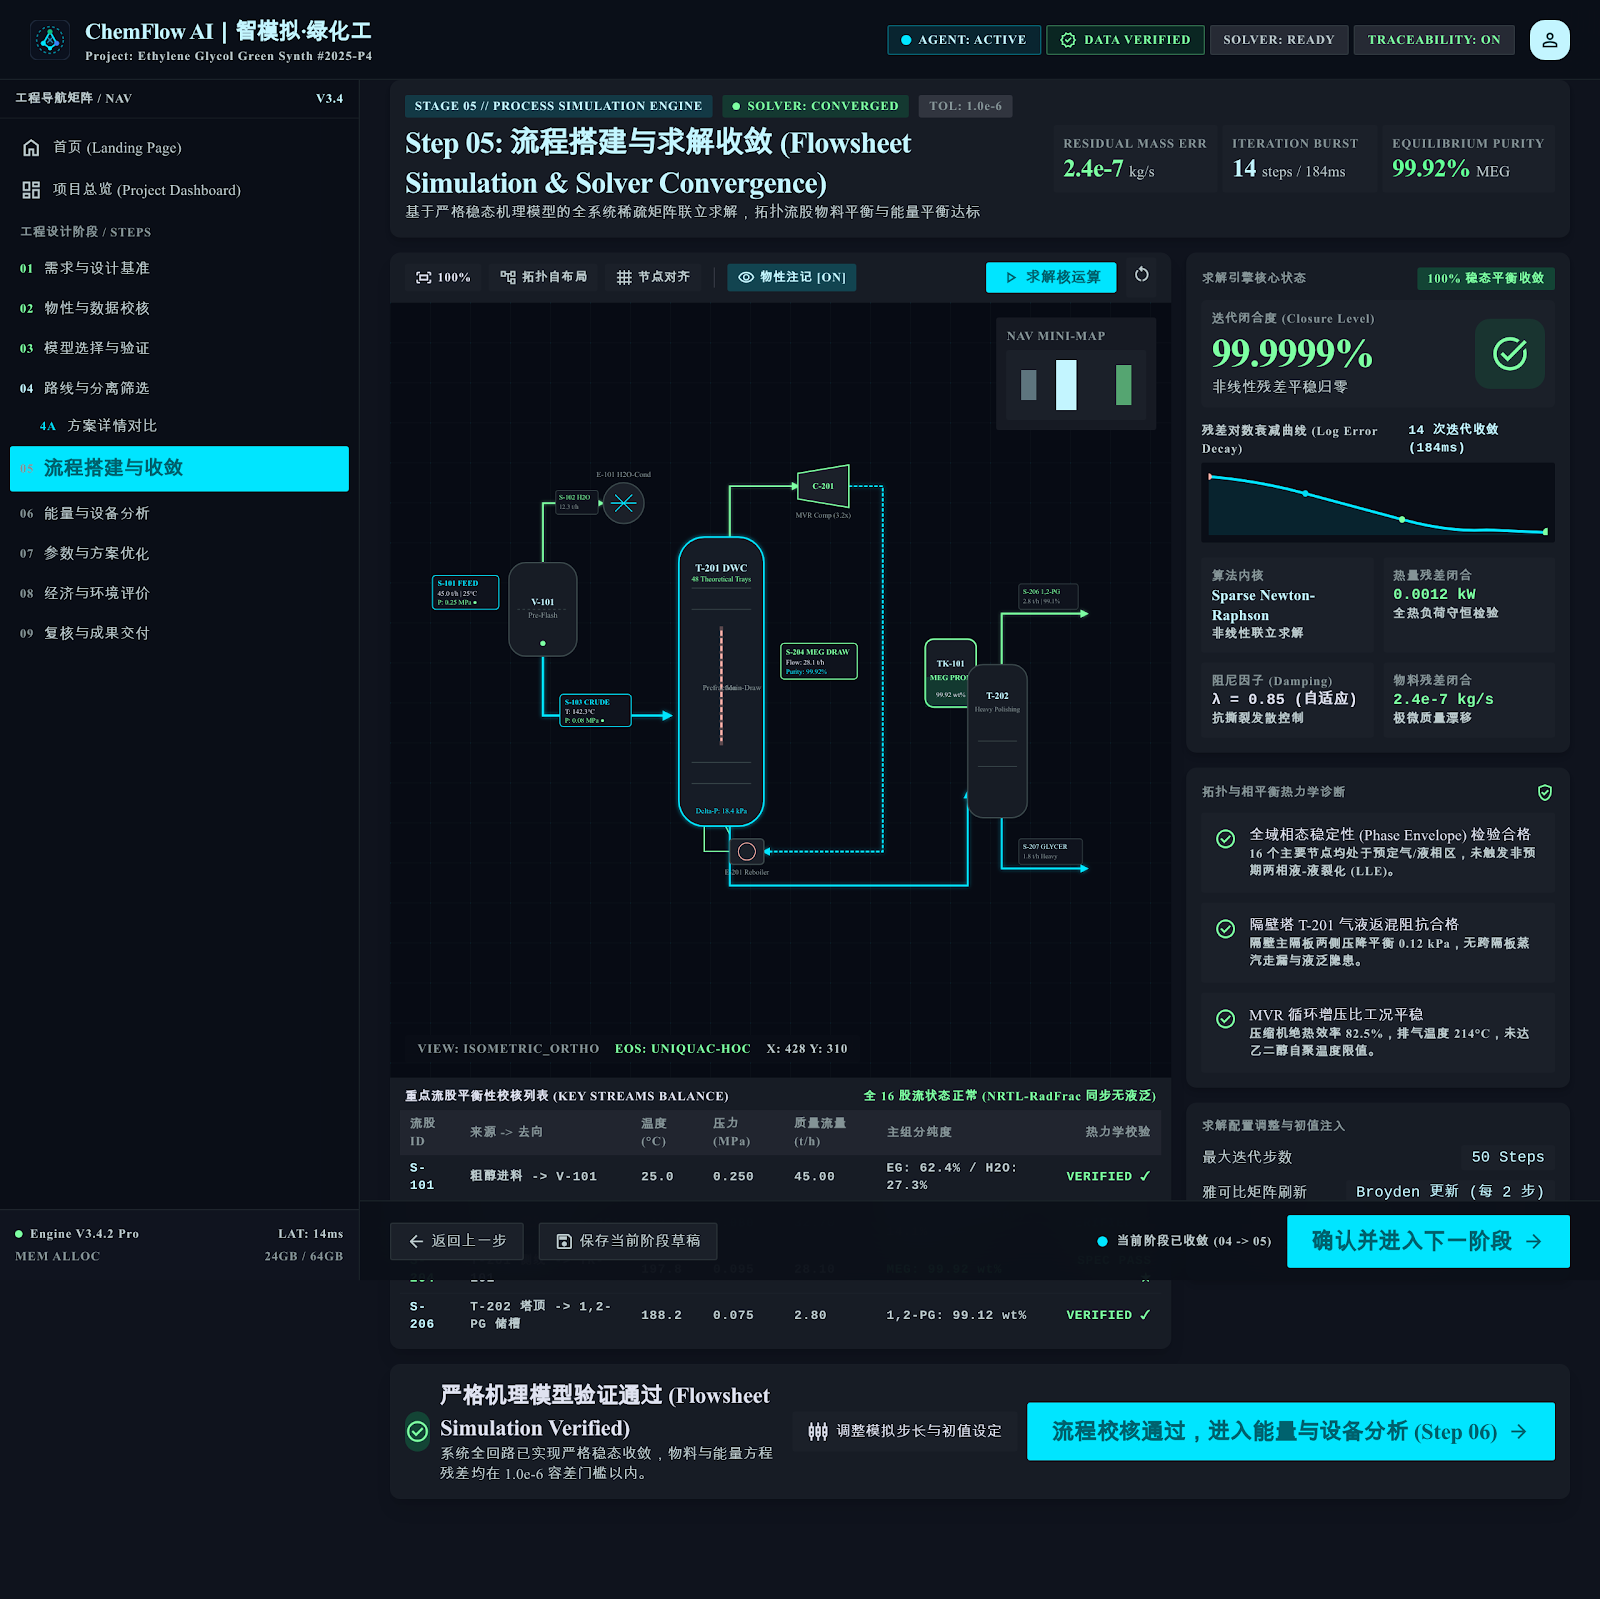 ChemFlow AI | 智模拟·绿化工
Project: Ethylene Glycol Green Synth #2025-P4
AGENT: ACTIVE
DATA VERIFIED
SOLVER: READY
TRACEABILITY: ON
工程导航矩阵 / NAV
V3.4
首页 (Landing Page)
项目总览 (Project Dashboard)
工程设计阶段 / STEPS
01 需求与设计基准
02 物性与数据校核
03 模型选择与验证
04 路线与分离筛选
4A 方案详情对比
05 流程搭建与收敛
06 能量与设备分析
07 参数与方案优化
08 经济与环境评价
09 复核与成果交付
Engine V3.4.2 Pro
LAT: 14ms
MEM ALLOC
24GB / 64GB
STAGE 05 // PROCESS SIMULATION ENGINE
SOLVER: CONVERGED
TOL: 1.0e-6
Step 05: 流程搭建与求解收敛 (Flowsheet
Simulation & Solver Convergence)
基于严格稳态机理模型的全系统稀疏矩阵联立求解，拓扑流股物料平衡与能量平衡达标
RESIDUAL MASS ERR
2.4e-7 kg/s
ITERATION BURST
14 steps / 184ms
EQUILIBRIUM PURITY
99.92% MEG
100%
拓扑自布局
节点对齐
物性注记 [ON]
求解核运算
NAV MINI-MAP
E-101 H2O-Cond
S-102 H2O
12.3 t/h
C-201
MVR Comp (3.2x)
S-101 FEED
45.0 t/h | 25°C
P: 0.25 MPa
V-101
Pre-Flash
T-201 DWC
48 Theoretical Trays
S-103 CRUDE
T: 142.3°C
P: 0.08 MPa
Main-Draw
S-204 MEG DRAW
Flow: 28.1 t/h
Purity: 99.92%
TK-101
99.92 wt%
S-206 1,2-PG
2.8 t/h | 99.1%
T-202
Heavy Polishing
Delta-P: 18.4 kPa
E-201 Reboiler
S-207 GLYCER
1.8 t/h Heavy
VIEW: ISOMETRIC_ORTHO
EOS: UNIQUAC-HOC
X: 428 Y: 310
重点流股平衡性校核列表 (KEY STREAMS BALANCE)
全 16 股流状态正常 (NRTL-RadFrac 同步无液泛)
流股
ID
来源 -> 去向
温度
(°C)
压力
(MPa)
质量流量
(t/h)
主组分纯度
热力学校验
S-
101
粗醇进料 -> V-101
25.0
0.250
45.00
EG: 62.4% / H2O:
27.3%
VERIFIED ✓
S-
206
T-202 塔顶 -> 1,2-
PG 储槽
188.2
0.075
2.80
1,2-PG: 99.12 wt%
VERIFIED ✓
求解引擎核心状态
100% 稳态平衡收敛
迭代闭合度 (Closure Level)
99.9999%
非线性残差平稳归零
残差对数衰减曲线 (Log Error
Decay)
14 次迭代收敛
(184ms)
算法内核
Sparse Newton-
Raphson
非线性联立求解
热量残差闭合
0.0012 kW
全热负荷守恒检验
阻尼因子 (Damping)
λ = 0.85 (自适应)
抗撕裂发散控制
物料残差闭合
2.4e-7 kg/s
极微质量漂移
拓扑与相平衡热力学诊断
全域相态稳定性 (Phase Envelope) 检验合格
16 个主要节点均处于预定气/液相区，未触发非预
期两相液-液裂化 (LLE)。
隔壁塔 T-201 气液返混阻抗合格
隔壁主隔板两侧压降平衡 0.12 kPa，无跨隔板蒸
汽走漏与液泛隐患。
MVR 循环增压比工况平稳
压缩机绝热效率 82.5%，排气温度 214°C，未达
乙二醇自聚温度限值。
求解配置调整与初值注入
最大迭代步数
50 Steps
雅可比矩阵刷新
Broyden 更新 (每 2 步)
返回上一步
保存当前阶段草稿
当前阶段已收敛 (04 -> 05)
确认并进入下一阶段
严格机理模型验证通过 (Flowsheet
Simulation Verified)
系统全回路已实现严格稳态收敛，物料与能量方程
残差均在 1.0e-6 容差门槛以内。
调整模拟步长与初值设定
流程校核通过，进入能量与设备分析 (Step 06)